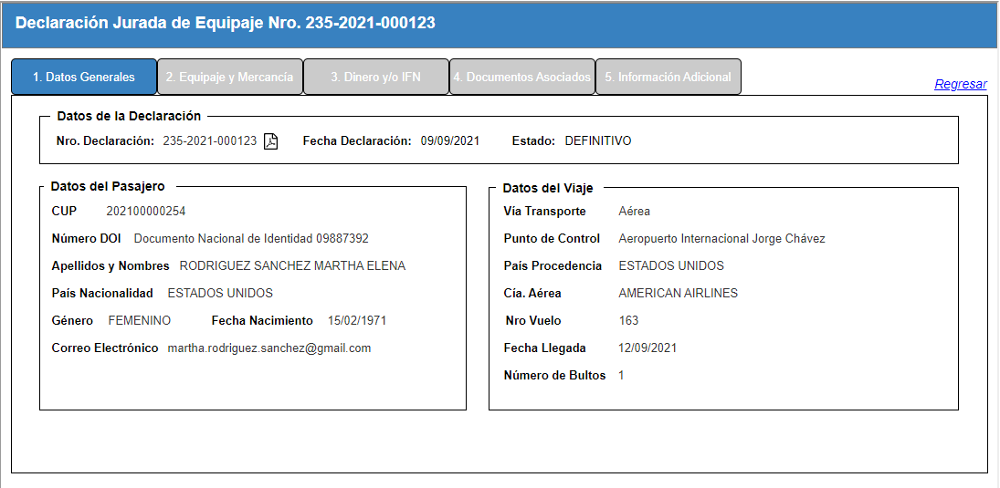 Declaración Jurada de Equipaje Nro. 235-2021-000123
1. Datos Generales
2. Equipaje y Mercancía
3. Dinero y/o IFN
4. Documentos Asociados
5. Información Adicional
Regresar
Datos de la Declaración
Nro. Declaración: 235-2021-000123 Fecha Declaración: 09/09/2021 Estado: DEFINITIVO
Datos del Pasajero
CUP 202100000254
Número DOI Documento Nacional de Identidad 09887392
Apellidos y Nombres RODRIGUEZ SANCHEZ MARTHA ELENA
País Nacionalidad ESTADOS UNIDOS
Género FEMENINO Fecha Nacimiento 15/02/1971
Correo Electrónico martha.rodriguez.sanchez@gmail.com
Datos del Viaje
Vía Transporte Aérea
Punto de Control Aeropuerto Internacional Jorge Chávez
País Procedencia ESTADOS UNIDOS
Cía. Aérea AMERICAN AIRLINES
Nro Vuelo 163
Fecha Llegada 12/09/2021
Número de Bultos 1